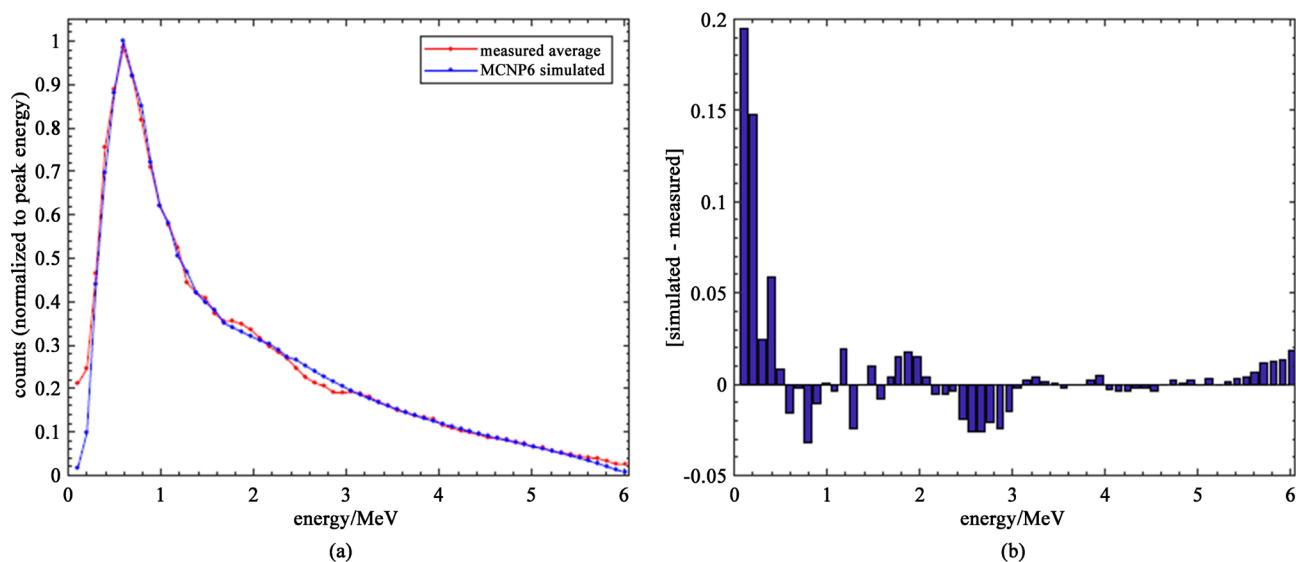 1
0.9
0.8
0.7
0.6
0.5
0.4
0.3
0.2
0.1
0
counts (normalized to peak energy)
measured average
MCNP6 simulated
0 1 2 3 4 5 6
energy/MeV
(a)
0.2
0.15
0.1
0.05
0
-0.05
[simulated - measured]
0 1 2 3 4 5 6
energy/MeV
(b)